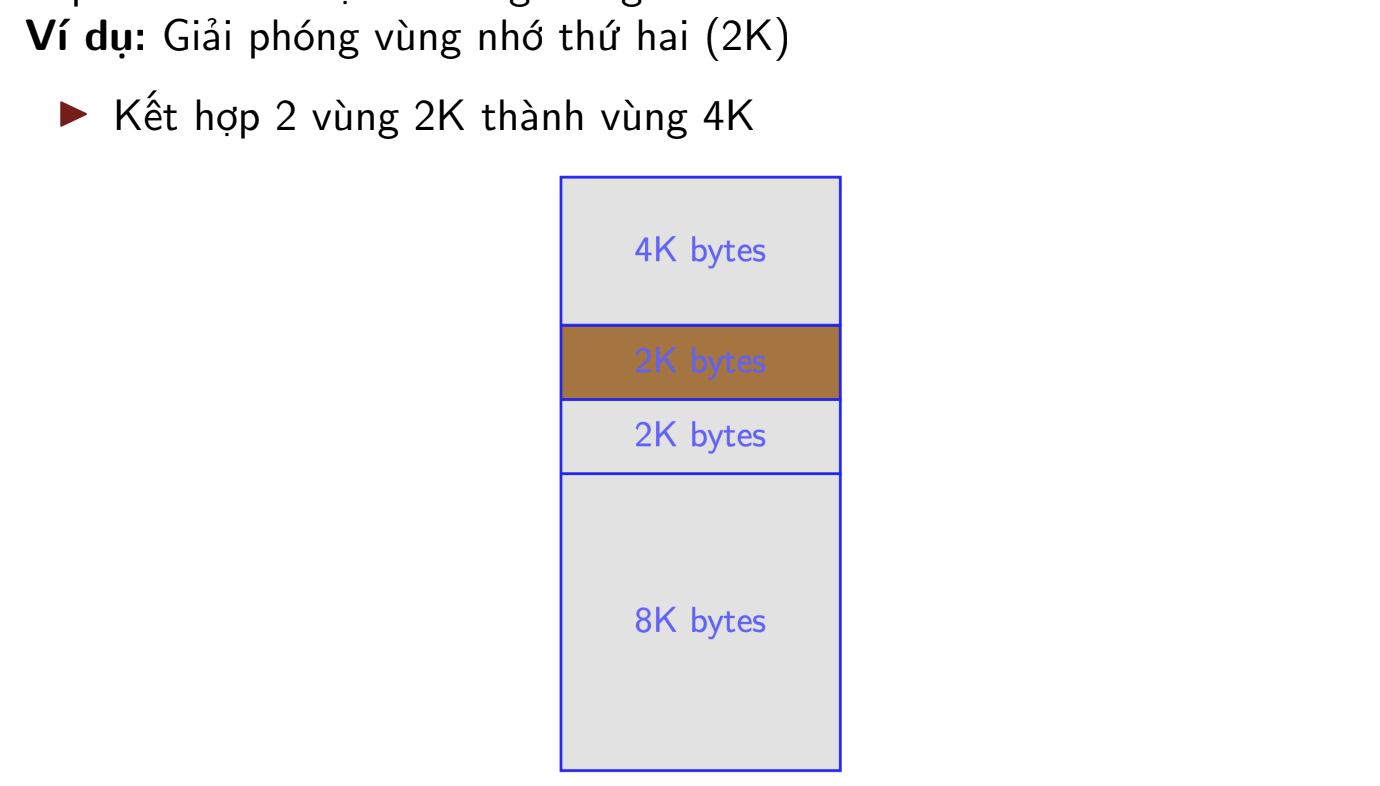 Ví dụ: Giải phóng vùng nhớ thứ hai (2K)
▶ Kết hợp 2 vùng 2K thành vùng 4K
4K bytes
2K bytes
2K bytes
8K bytes